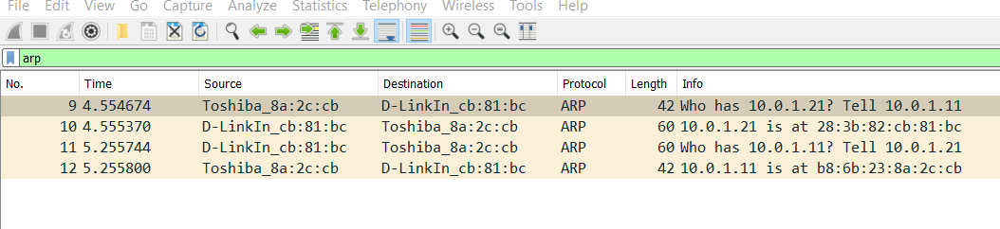 File Edit View Go Capture Analyze Statistics Telephony Wireless Tools Help
arp
No. Time Source Destination Protocol Length Info
9 4.554674 Toshiba_8a:2c:cb D-LinkIn_cb:81:bc ARP 42 Who has 10.0.1.21? Tell 10.0.1.11
10 4.555370 D-LinkIn_cb:81:bc Toshiba_8a:2c:cb ARP 60 10.0.1.21 is at 28:3b:82:cb:81:bc
11 5.255744 D-LinkIn_cb:81:bc Toshiba_8a:2c:cb ARP 60 Who has 10.0.1.11? Tell 10.0.1.21
12 5.255800 Toshiba_8a:2c:cb D-LinkIn_cb:81:bc ARP 42 10.0.1.11 is at b8:6b:23:8a:2c:cb